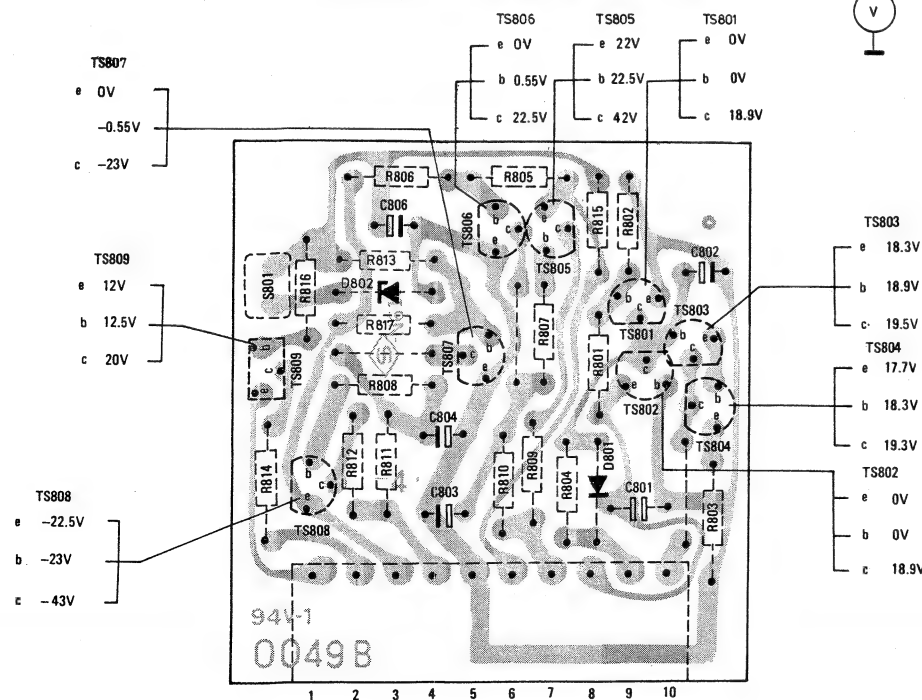 TS806 TS805 TS801
V
e 0V
b 0.55V
c 22.5V
e 22V
b 22.5V
c 42V
e 0V
b 0V
c 18.9V
TS807
e 0V
-0.55V
c -23V
TS809
e 12V
b 12.5V
c 20V
TS808
e -22.5V
b -23V
c -43V
TS803
e 18.3V
b 18.9V
c 19.5V
TS804
e 17.7V
b 18.3V
c 19.3V
TS802
e 0V
b 0V
c 18.9V
R806 R805
C806
TS806
b
c
e
e
c
b
TS805
R815
R802
C802
S801
R816
R813
D802
R817
R808
TS807
b
c
e
R807
R801
b e
c
TS801
TS803
b e
c
c
e b
TS802
b
c
e
TS804
b
c
e
TS809
C804
R814
R812
R811
C803
R810
R809
R804
D801
C801
R803
b
c
e
TS808
94V-1
0049B
1 2 3 4 5 6 7 8 9 10